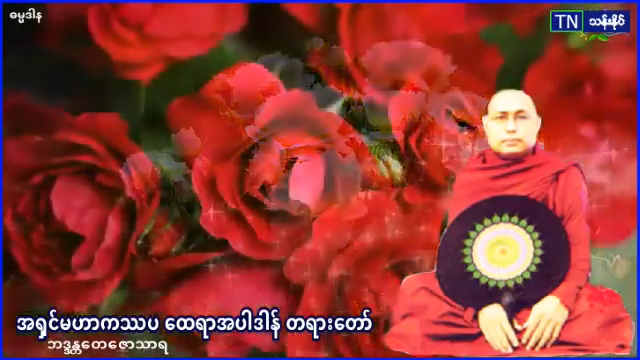 ဓမ္မဒါန
TN သန်းနိုင်
အရှင်မဟာကဿပ ထေရာအပါဒါန် တရားတော်
ဘဒ္ဒန္တတေဇောသာရ